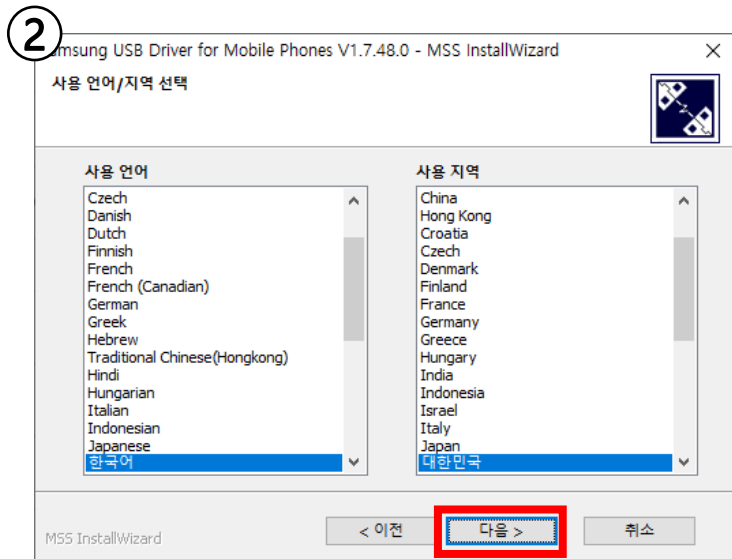 ②
amsung USB Driver for Mobile Phones V1.7.48.0 - MSS InstallWizard
사용 언어/지역 선택
사용 언어
Czech
Danish
Dutch
Finnish
French
French (Canadian)
German
Greek
Hebrew
Traditional Chinese(Hongkong)
Hindi
Hungarian
Italian
Indonesian
Japanese
한국어
사용 지역
China
Hong Kong
Croatia
Czech
Denmark
Finland
France
Germany
Greece
Hungary
India
Indonesia
Israel
Italy
Japan
대한민국
MSS InstallWizard
< 이전
다음 >
취소